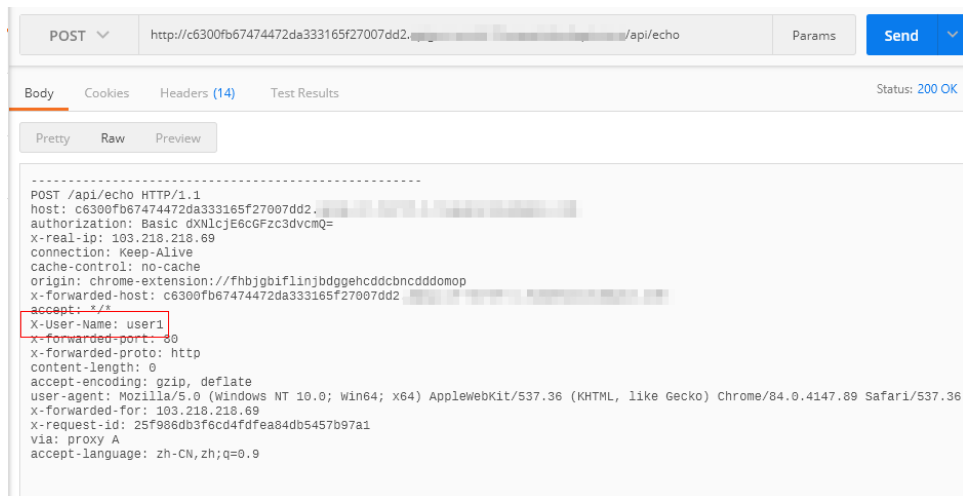 POST http://c6300fb67474472da333165f27007dd2. /api/echo Params Send
Body Cookies Headers (14) Test Results Status: 200 OK
Pretty Raw Preview
----------------------------------------------------
POST /api/echo HTTP/1.1
host: c6300fb67474472da333165f27007dd2.
authorization: Basic dXNlcjE6cGFzc3dvcmQ=
x-real-ip: 103.218.218.69
connection: Keep-Alive
cache-control: no-cache
origin: chrome-extension://fhbjgbiflinjbdggehcddcbncdddomop
x-forwarded-host: c6300fb67474472da333165f27007dd2.
accept: */*
X-User-Name: user1
x-forwarded-port: 80
x-forwarded-proto: http
content-length: 0
accept-encoding: gzip, deflate
user-agent: Mozilla/5.0 (Windows NT 10.0; Win64; x64) AppleWebKit/537.36 (KHTML, like Gecko) Chrome/84.0.4147.89 Safari/537.36
x-forwarded-for: 103.218.218.69
x-request-id: 25f986db3f6cd4fdfea84db5457b97a1
via: proxy A
accept-language: zh-CN,zh;q=0.9